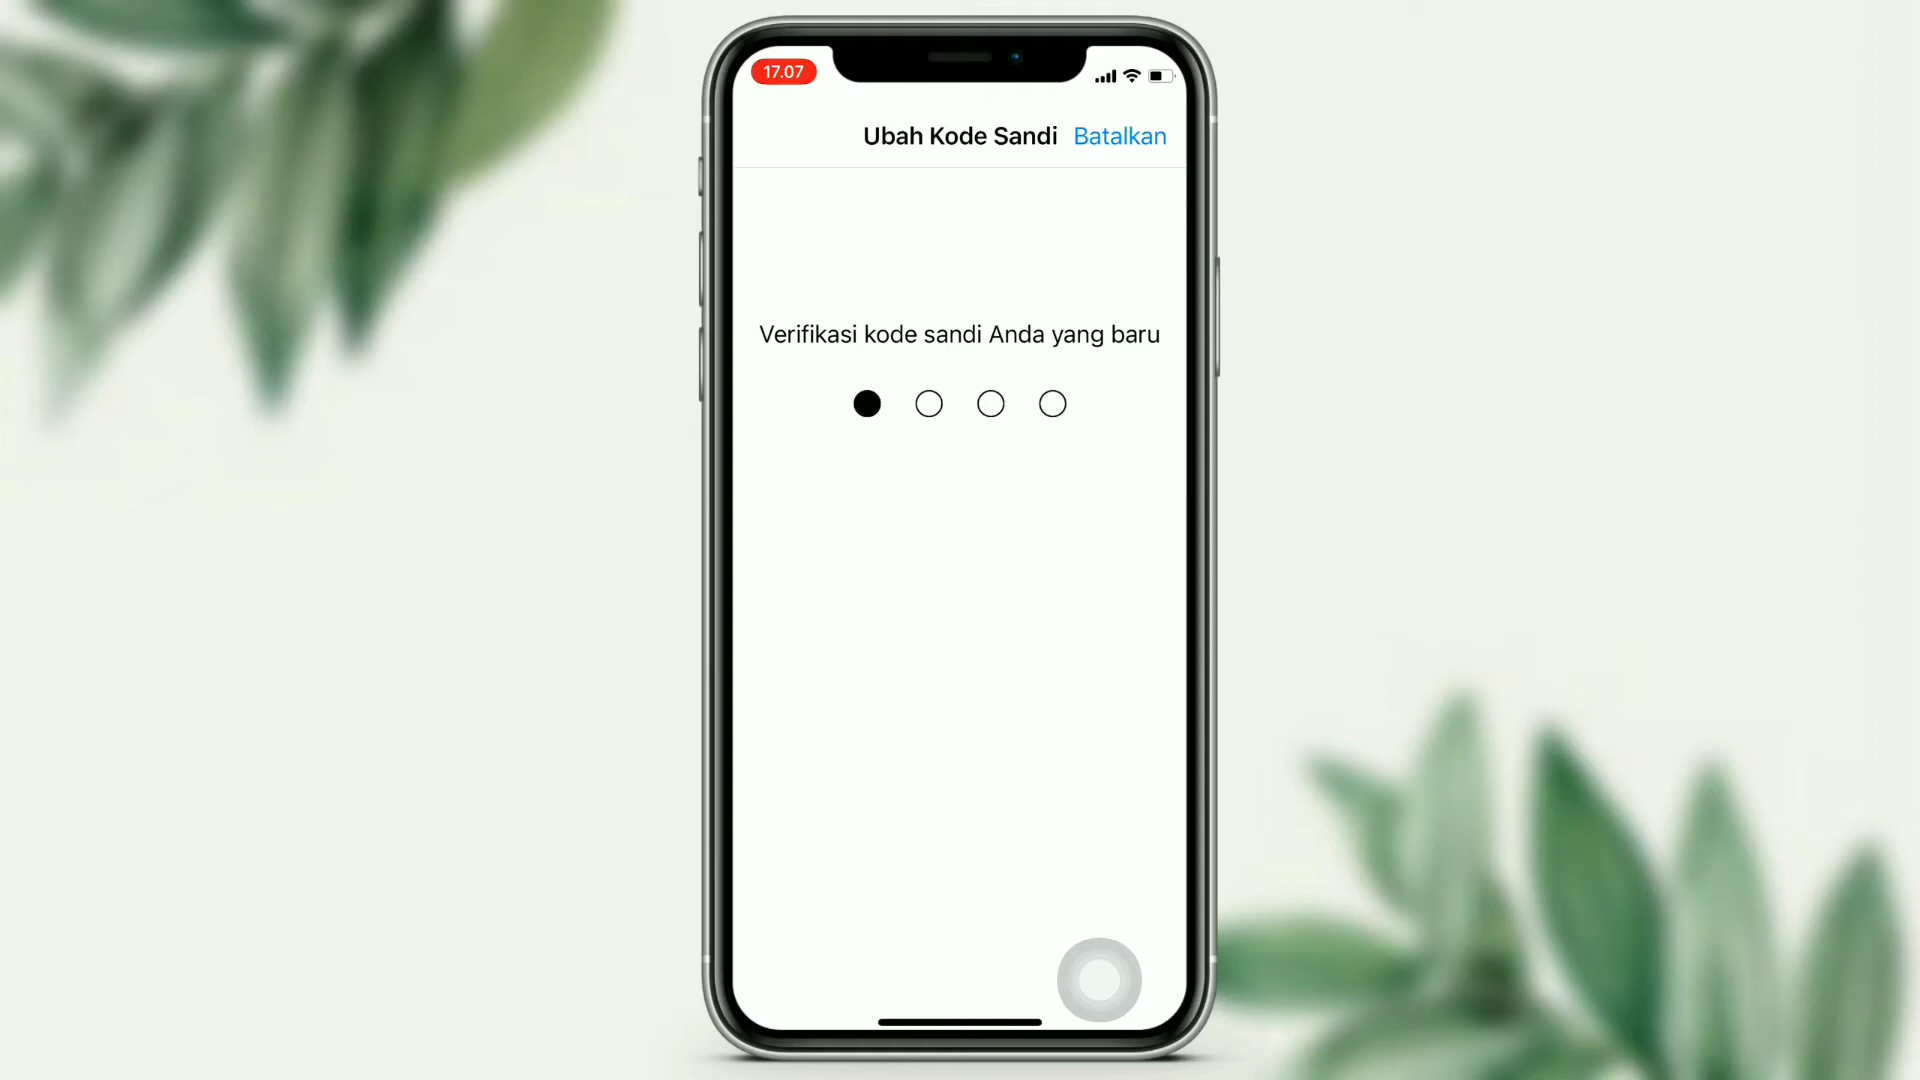 17.07
Ubah Kode Sandi Batalkan
Verifikasi kode sandi Anda yang baru